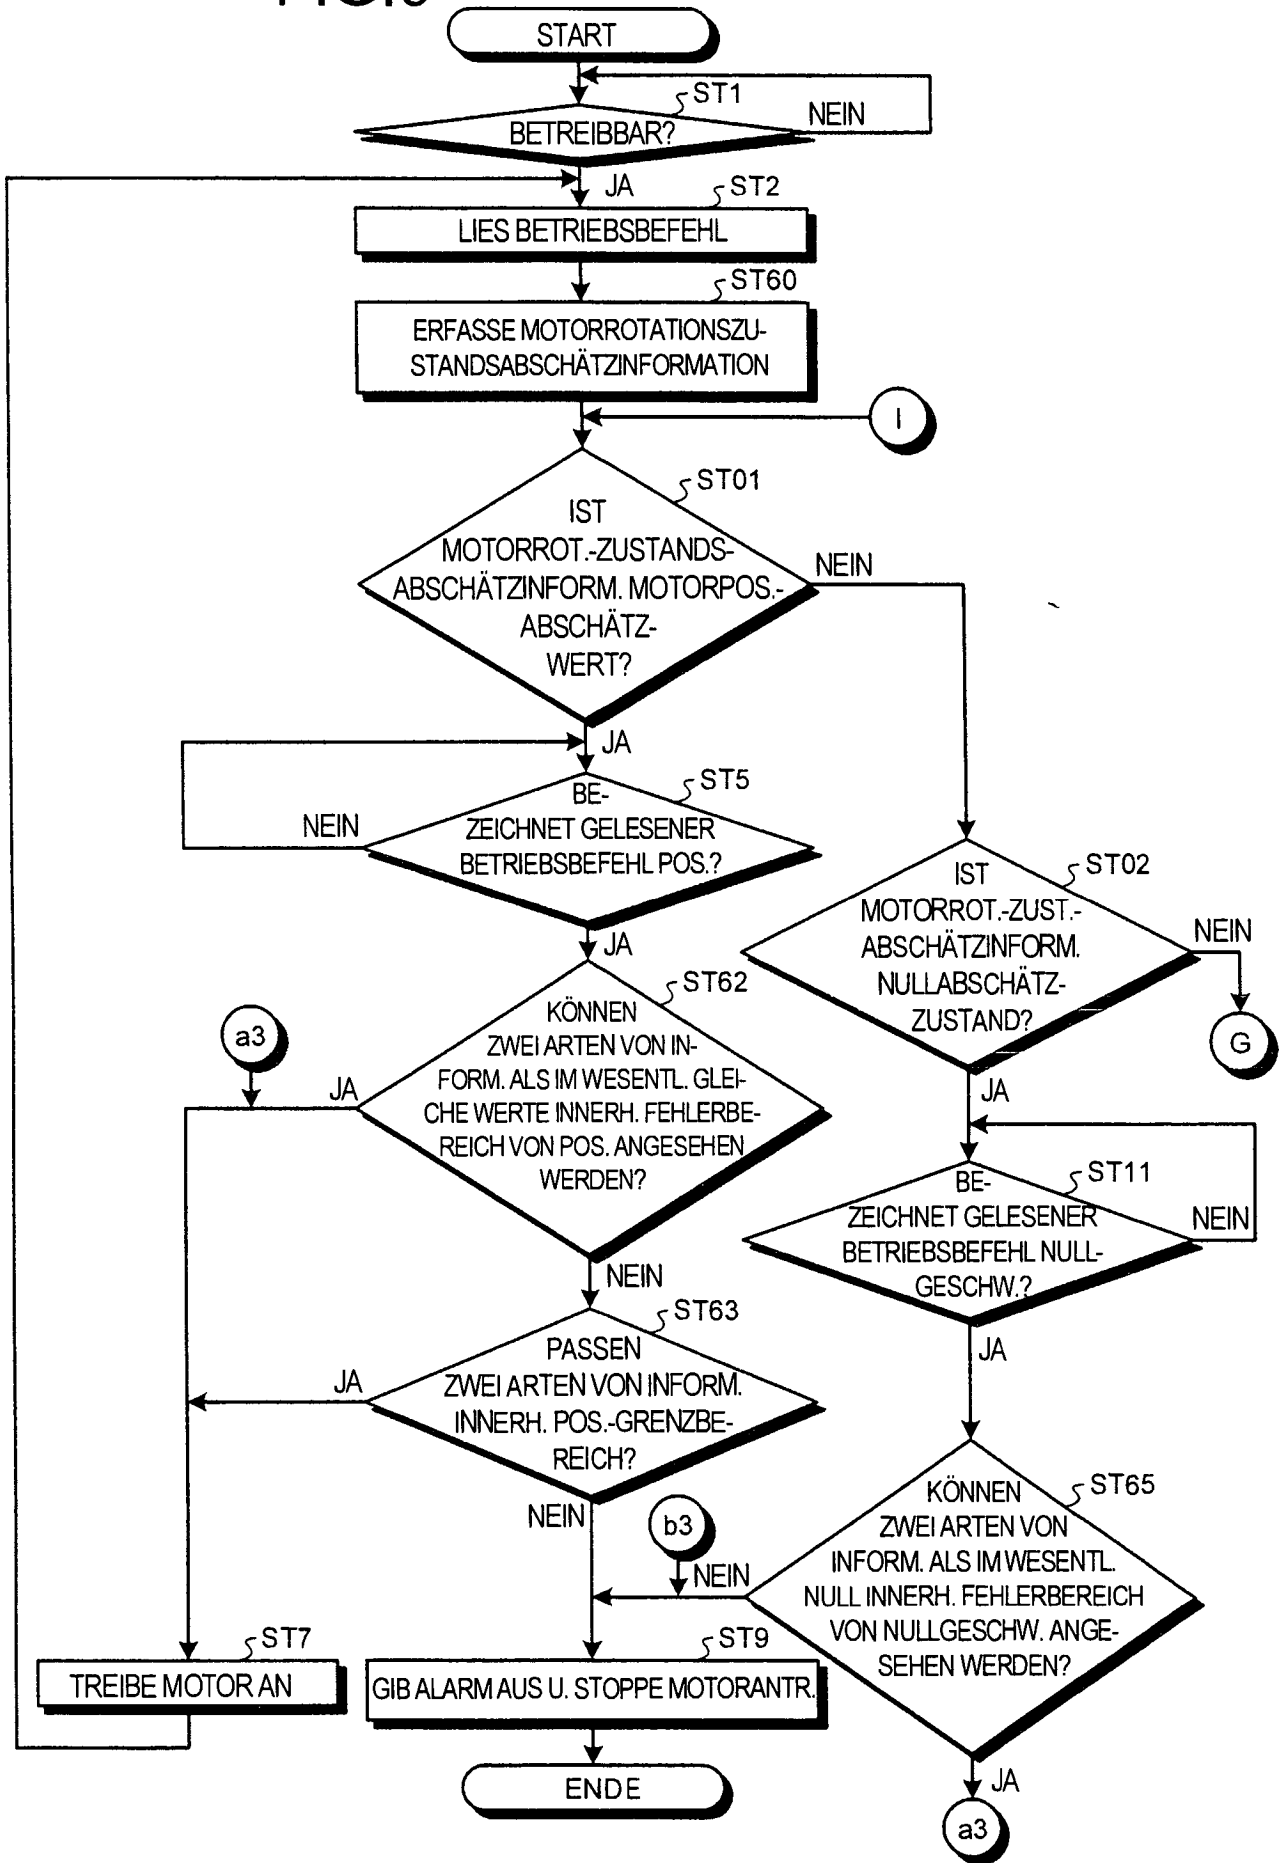 START
ST1
NEIN
BETREIBBAR?
JA
ST2
LIES BETRIEBSBEFEHL
ST60
ERFASSE MOTORROTATIONSZU-
STANDSABSCHÄTZINFORMATION
I
ST01
IST
MOTORROT.-ZUSTANDS-
ABSCHÄTZINFORM. MOTORPOS.-
ABSCHÄTZ-
WERT?
NEIN
JA
ST5
BE-
ZEICHNET GELESENER
BETRIEBSBEFEHL POS.?
NEIN
JA
ST02
IST
MOTORROT.-ZUST.-
ABSCHÄTZINFORM.
NULLABSCHÄTZ-
ZUSTAND?
NEIN
G
JA
ST62
KÖNNEN
ZWEI ARTEN VON IN-
FORM. ALS IM WESENTL. GLEI-
CHE WERTE INNERH. FEHLERBE-
REICH VON POS. ANGESEHEN
WERDEN?
a3
JA
NEIN
ST11
BE-
ZEICHNET GELESENER
BETRIEBSBEFEHL NULL-
GESCHW.?
NEIN
JA
ST63
PASSEN
ZWEI ARTEN VON INFORM.
INNERH. POS.-GRENZBE-
REICH?
JA
NEIN
b3
ST65
KÖNNEN
ZWEI ARTEN VON
INFORM. ALS IM WESENTL.
NULL INNERH. FEHLERBEREICH
VON NULLGESCHW. ANGE-
SEHEN WERDEN?
NEIN
JA
a3
ST7
TREIBE MOTOR AN
ST9
GIB ALARM AUS U. STOPPE MOTORANTR.
ENDE